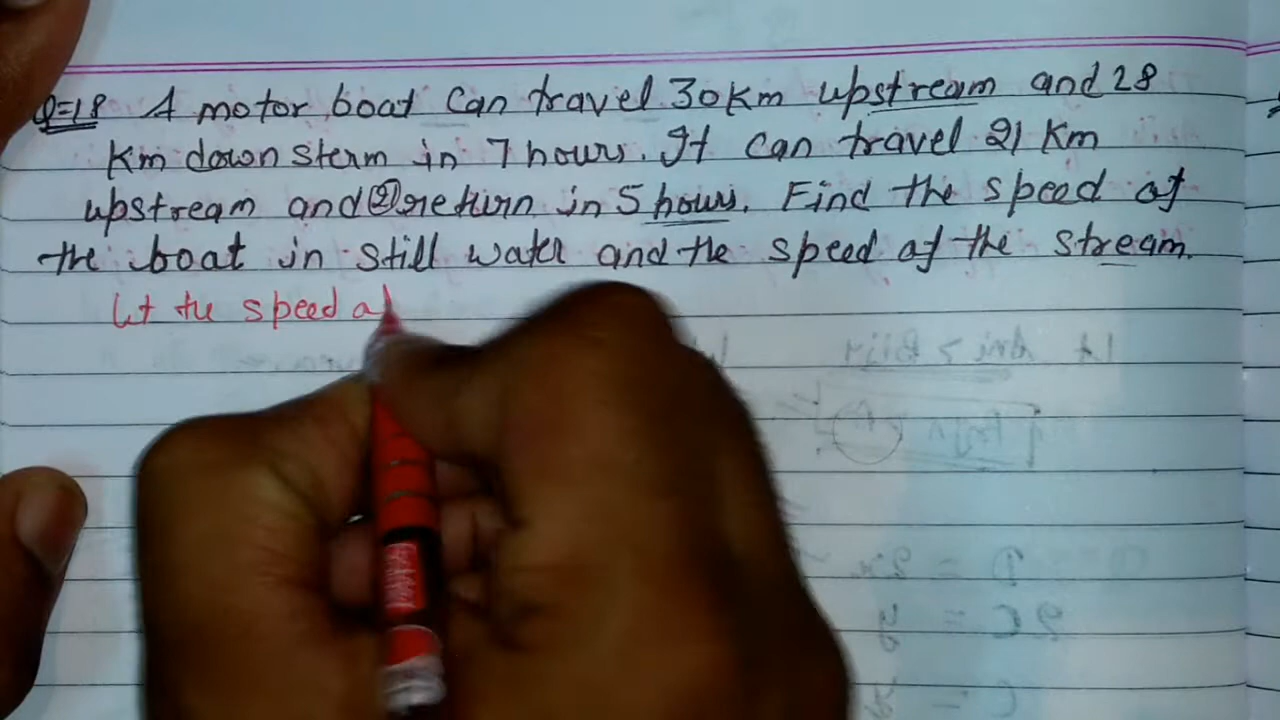 Q=18 A motor boat can travel 30 Km upstream and 28
Km down sterm in 7 hours. It can travel 21 Km
upstream and return in 5 hours. Find the speed of
the boat in still water and the speed of the stream.
let the speed of